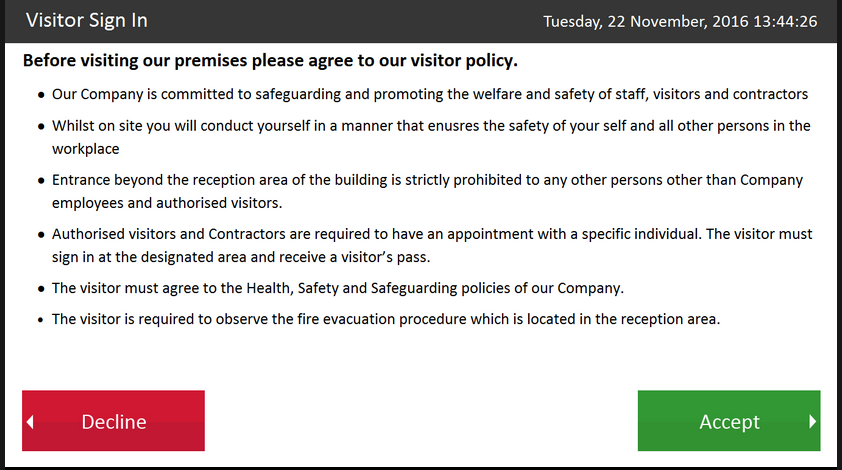 Visitor Sign In
Tuesday, 22 November, 2016 13:44:26
Before visiting our premises please agree to our visitor policy.
• Our Company is committed to safeguarding and promoting the welfare and safety of staff, visitors and contractors
• Whilst on site you will conduct yourself in a manner that enusres the safety of your self and all other persons in the
workplace
• Entrance beyond the reception area of the building is strictly prohibited to any other persons other than Company
employees and authorised visitors.
• Authorised visitors and Contractors are required to have an appointment with a specific individual. The visitor must
sign in at the designated area and receive a visitor’s pass.
• The visitor must agree to the Health, Safety and Safeguarding policies of our Company.
• The visitor is required to observe the fire evacuation procedure which is located in the reception area.
Decline
Accept